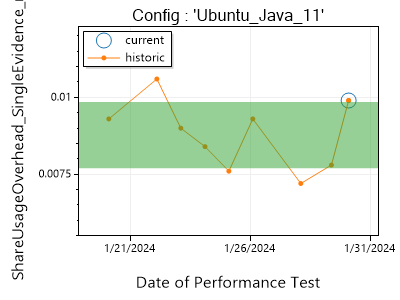 Config : 'Ubuntu_Java_11'
current
historic
ShareUsageOverhead_SingleEvidence_
0.01
0.0075
1/21/2024
1/26/2024
1/31/2024
Date of Performance Test